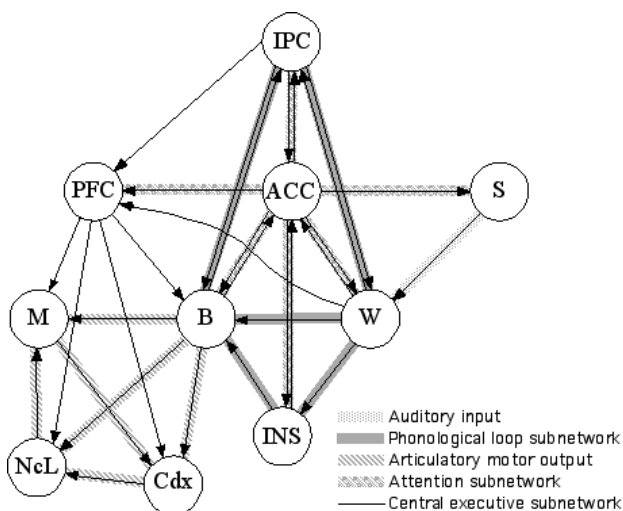 IPC
PFC
ACC
S
M
B
W
NcL
Cdx
INS
Auditory input
Phonological loop subnetwork
Articulatory motor output
Attention subnetwork
Central executive subnetwork